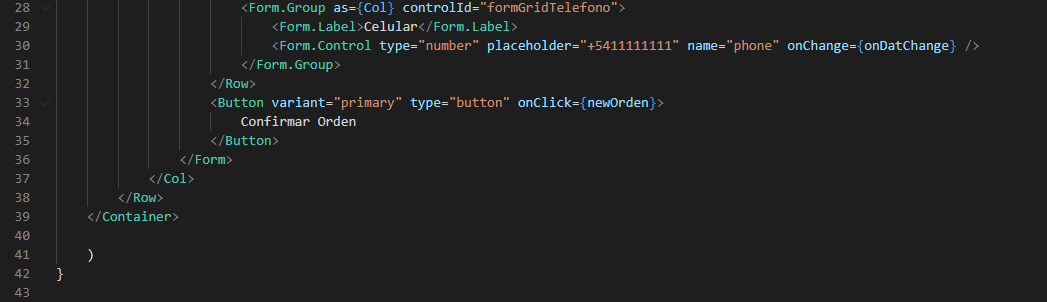 28 <Form.Group as={Col} controlId="formGridTelefono">
29 <Form.Label>Celular</Form.Label>
30 <Form.Control type="number" placeholder="+5411111111" name="phone" onChange={onDatChange} />
31 </Form.Group>
32 </Row>
33 <Button variant="primary" type="button" onClick={newOrden}>
34 Confirmar Orden
35 </Button>
36 </Form>
37 </Col>
38 </Row>
39 </Container>
40
41 )
42 }
43